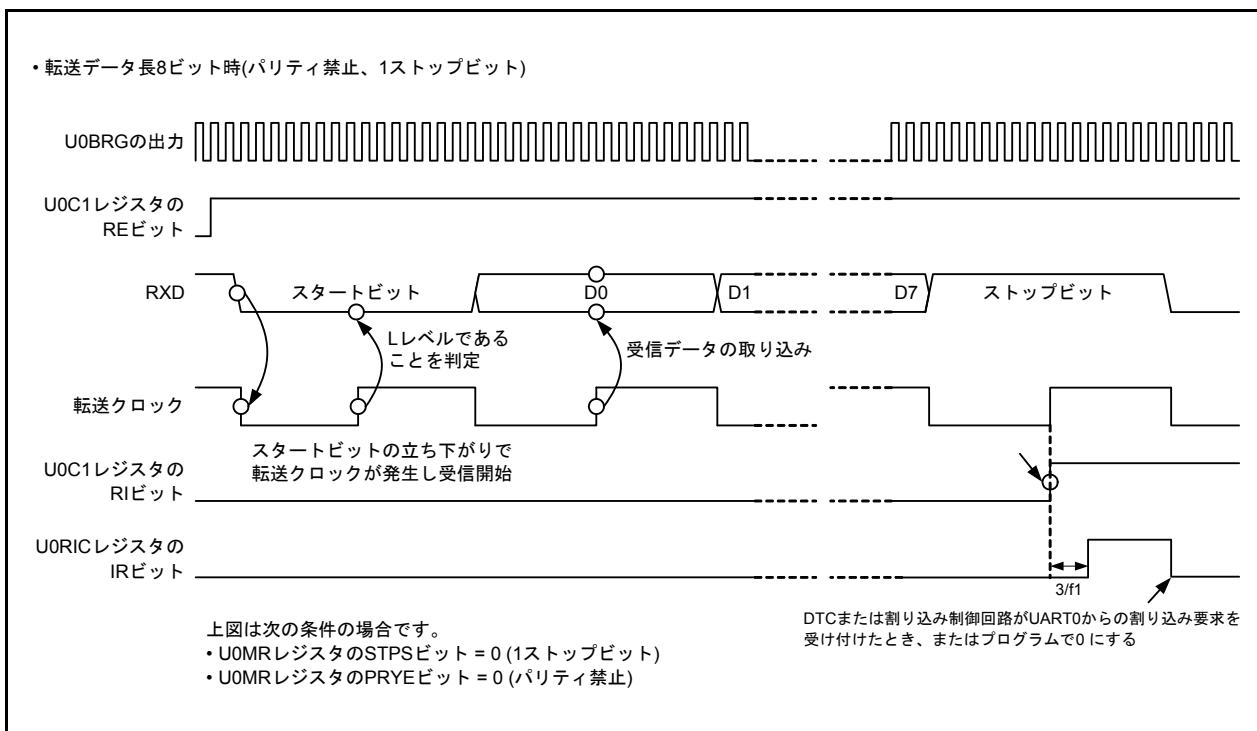 • 転送データ長8ビット時(パリティ禁止、1ストップビット)
U0BRGの出力
U0C1レジスタの
REビット
RXD
スタートビット
D0
D1
D7
ストップビット
Lレベルである
ことを判定
受信データの取り込み
転送クロック
スタートビットの立ち下がりで
転送クロックが発生し受信開始
U0C1レジスタの
RIビット
U0RICレジスタの
IRビット
3/f1
DTCまたは割り込み制御回路がUART0からの割り込み要求を
受け付けたとき、またはプログラムで0 にする
上図は次の条件の場合です。
• U0MRレジスタのSTPSビット = 0 (1ストップビット)
• U0MRレジスタのPRYEビット = 0 (パリティ禁止)